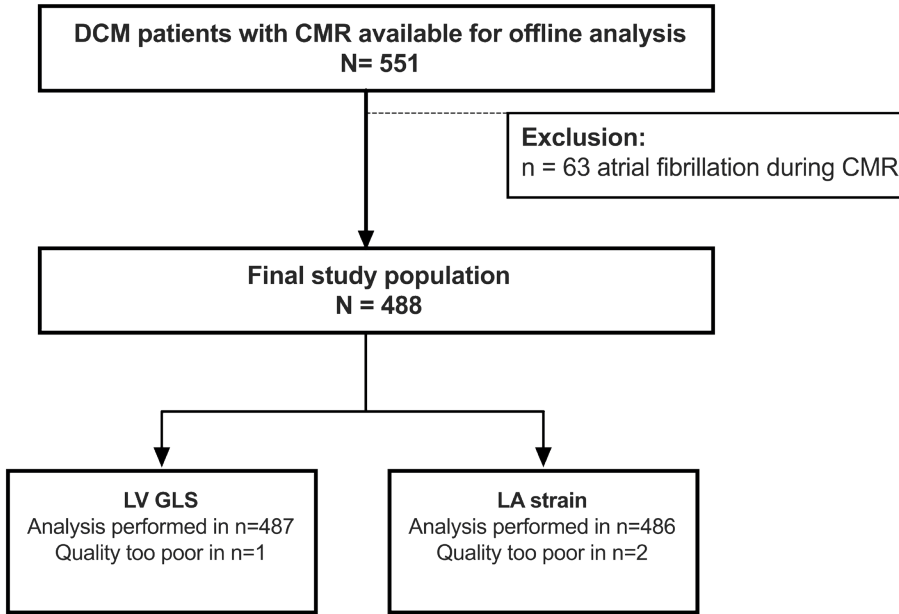 DCM patients with CMR available for offline analysis
N= 551
Exclusion:
n = 63 atrial fibrillation during CMR
Final study population
N = 488
LV GLS
Analysis performed in n=487
Quality too poor in n=1
LA strain
Analysis performed in n=486
Quality too poor in n=2